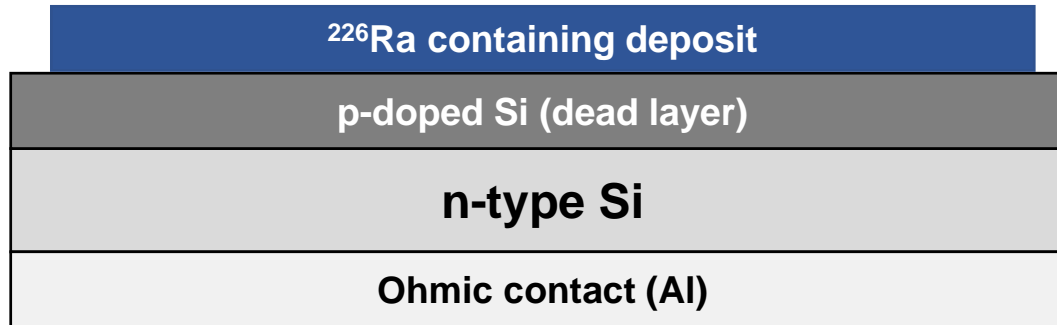 ²²⁶Ra containing deposit
p-doped Si (dead layer)
n-type Si
Ohmic contact (Al)